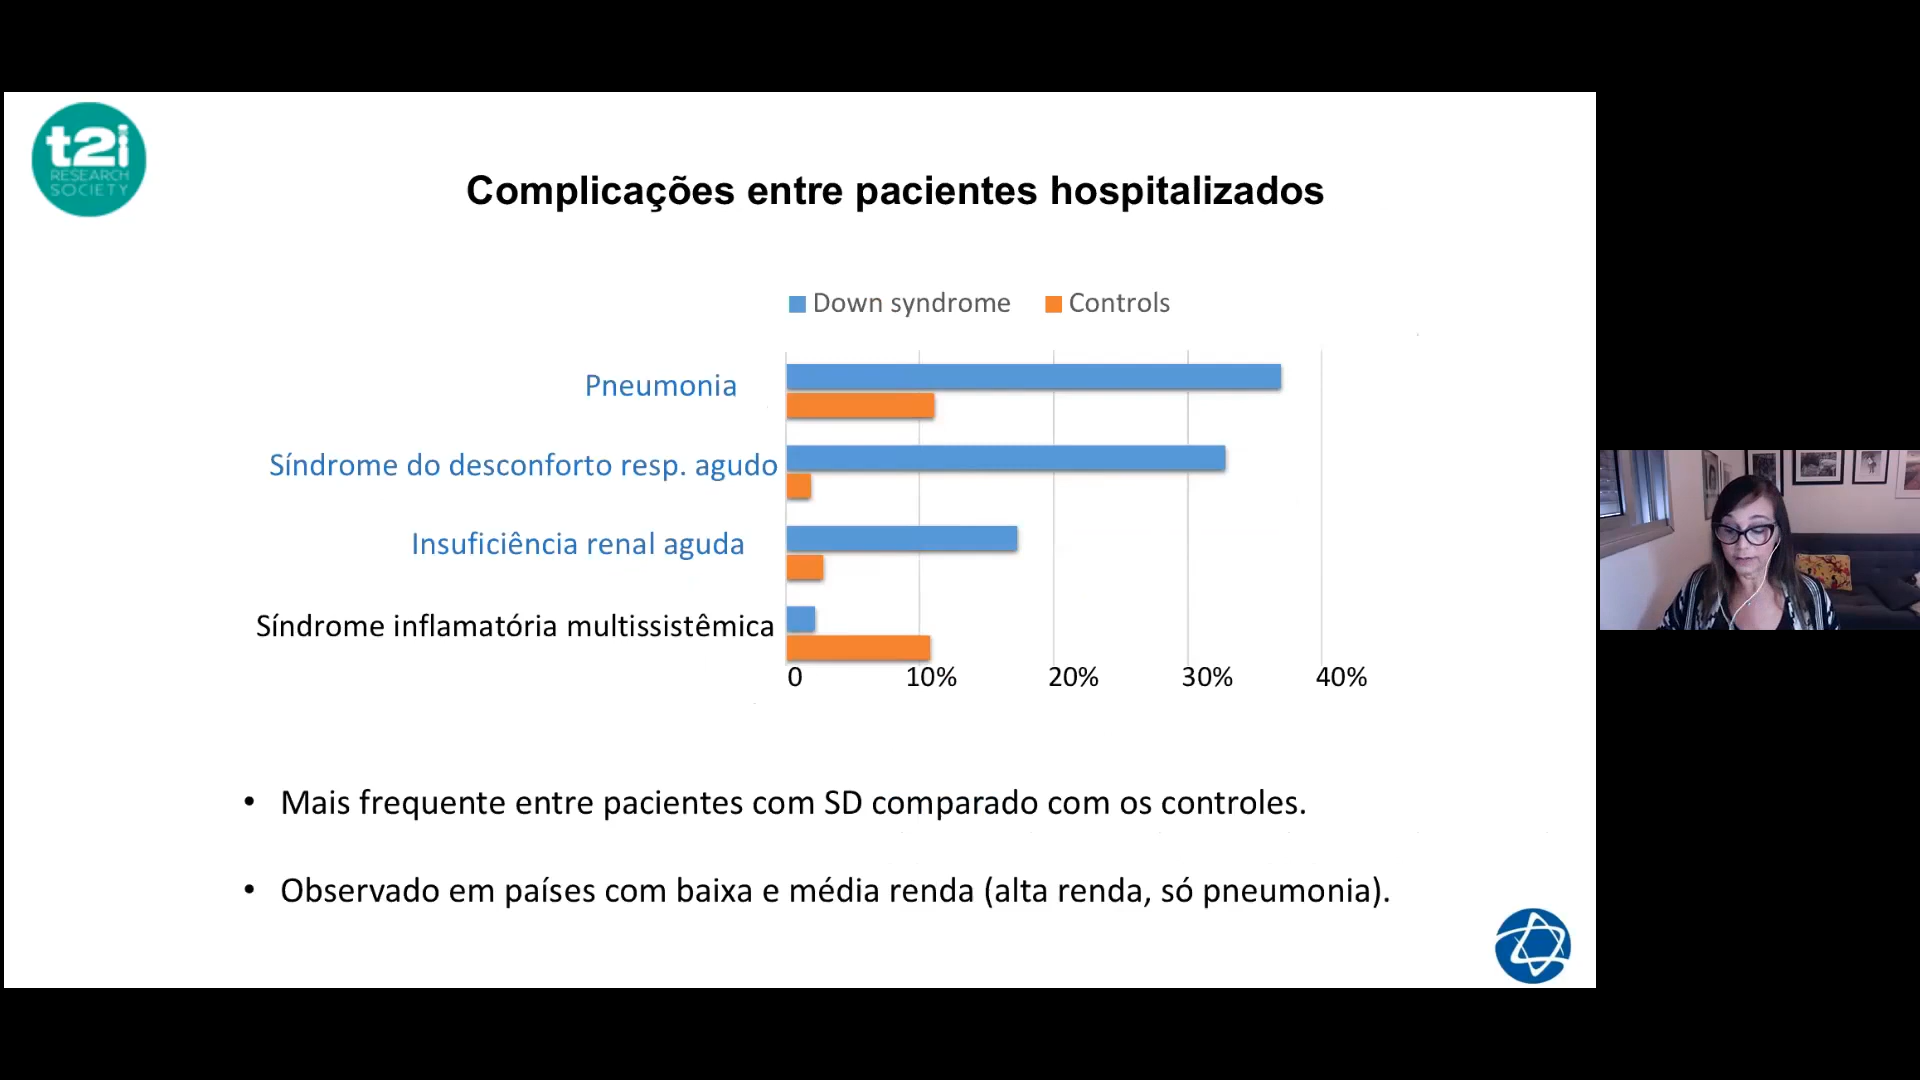 t2i
RESEARCH
SOCIETY
Complicações entre pacientes hospitalizados
Down syndrome Controls
Pneumonia
Síndrome do desconforto resp. agudo
Insuficiência renal aguda
Síndrome inflamatória multissistêmica
0 10% 20% 30% 40%
• Mais frequente entre pacientes com SD comparado com os controles.
• Observado em países com baixa e média renda (alta renda, só pneumonia).